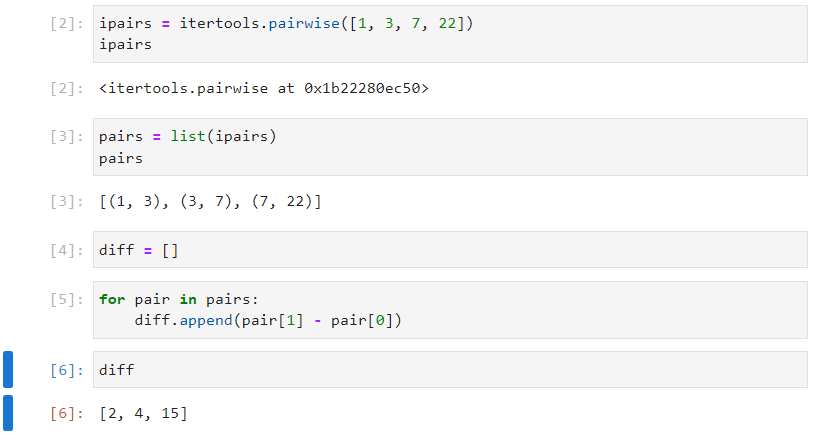 [2]: ipairs = itertools.pairwise([1, 3, 7, 22])
ipairs
[2]: <itertools.pairwise at 0x1b22280ec50>
[3]: pairs = list(ipairs)
pairs
[3]: [(1, 3), (3, 7), (7, 22)]
[4]: diff = []
[5]: for pair in pairs:
    diff.append(pair[1] - pair[0])
[6]: diff
[6]: [2, 4, 15]